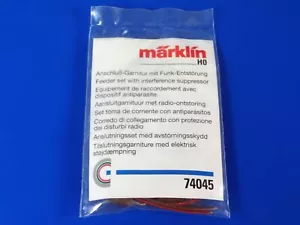 märklin
HO
Anschluß-Garnitur mit Funk-Entstörung
Feeder set with interference suppressor
Equipement de raccordement avec
dispositif antiparasite
Aansluitgarnituur met radio-ontstoring
Set toma de corriente con antiparasitos
Corredo di collegamento con protezione
dai disturbi radio
Anslutningsset med avstörningsskydd
Tilslutningsgarniture med elektrisk
støjdæmpning
74045